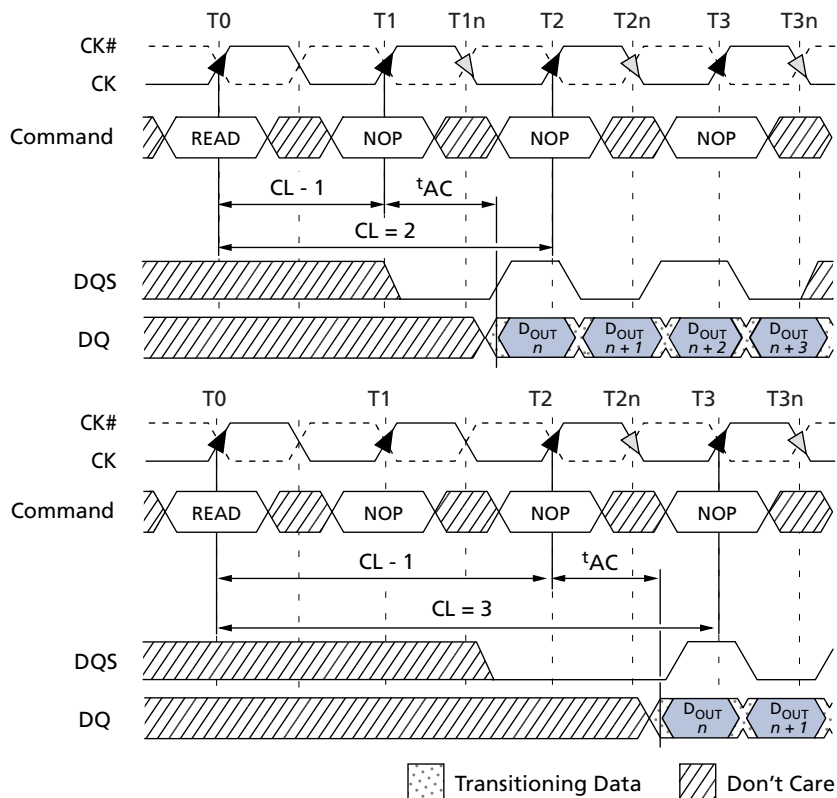 T0 T1 T1n T2 T2n T3 T3n
CK#
CK
Command READ NOP NOP NOP
CL - 1 tAC
CL = 2
DQS
DQ DOUT n DOUT n + 1 DOUT n + 2 DOUT n + 3
T0 T1 T2 T2n T3 T3n
CK#
CK
Command READ NOP NOP NOP
CL - 1 tAC
CL = 3
DQS
DQ DOUT n DOUT n + 1
Transitioning Data Don't Care